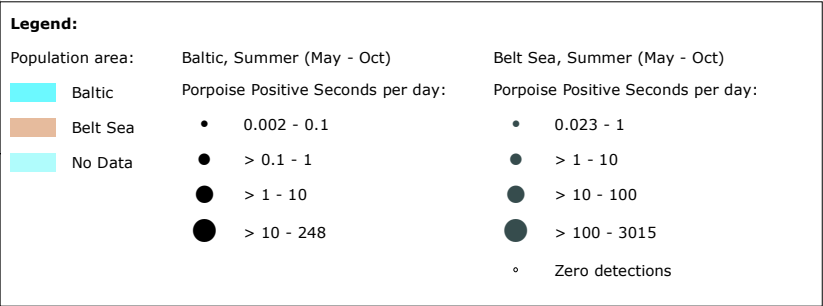 Legend:
Population area:
Baltic
Belt Sea
No Data
Baltic, Summer (May - Oct)
Porpoise Positive Seconds per day:
0.002 - 0.1
> 0.1 - 1
> 1 - 10
> 10 - 248
Belt Sea, Summer (May - Oct)
Porpoise Positive Seconds per day:
0.023 - 1
> 1 - 10
> 10 - 100
> 100 - 3015
Zero detections